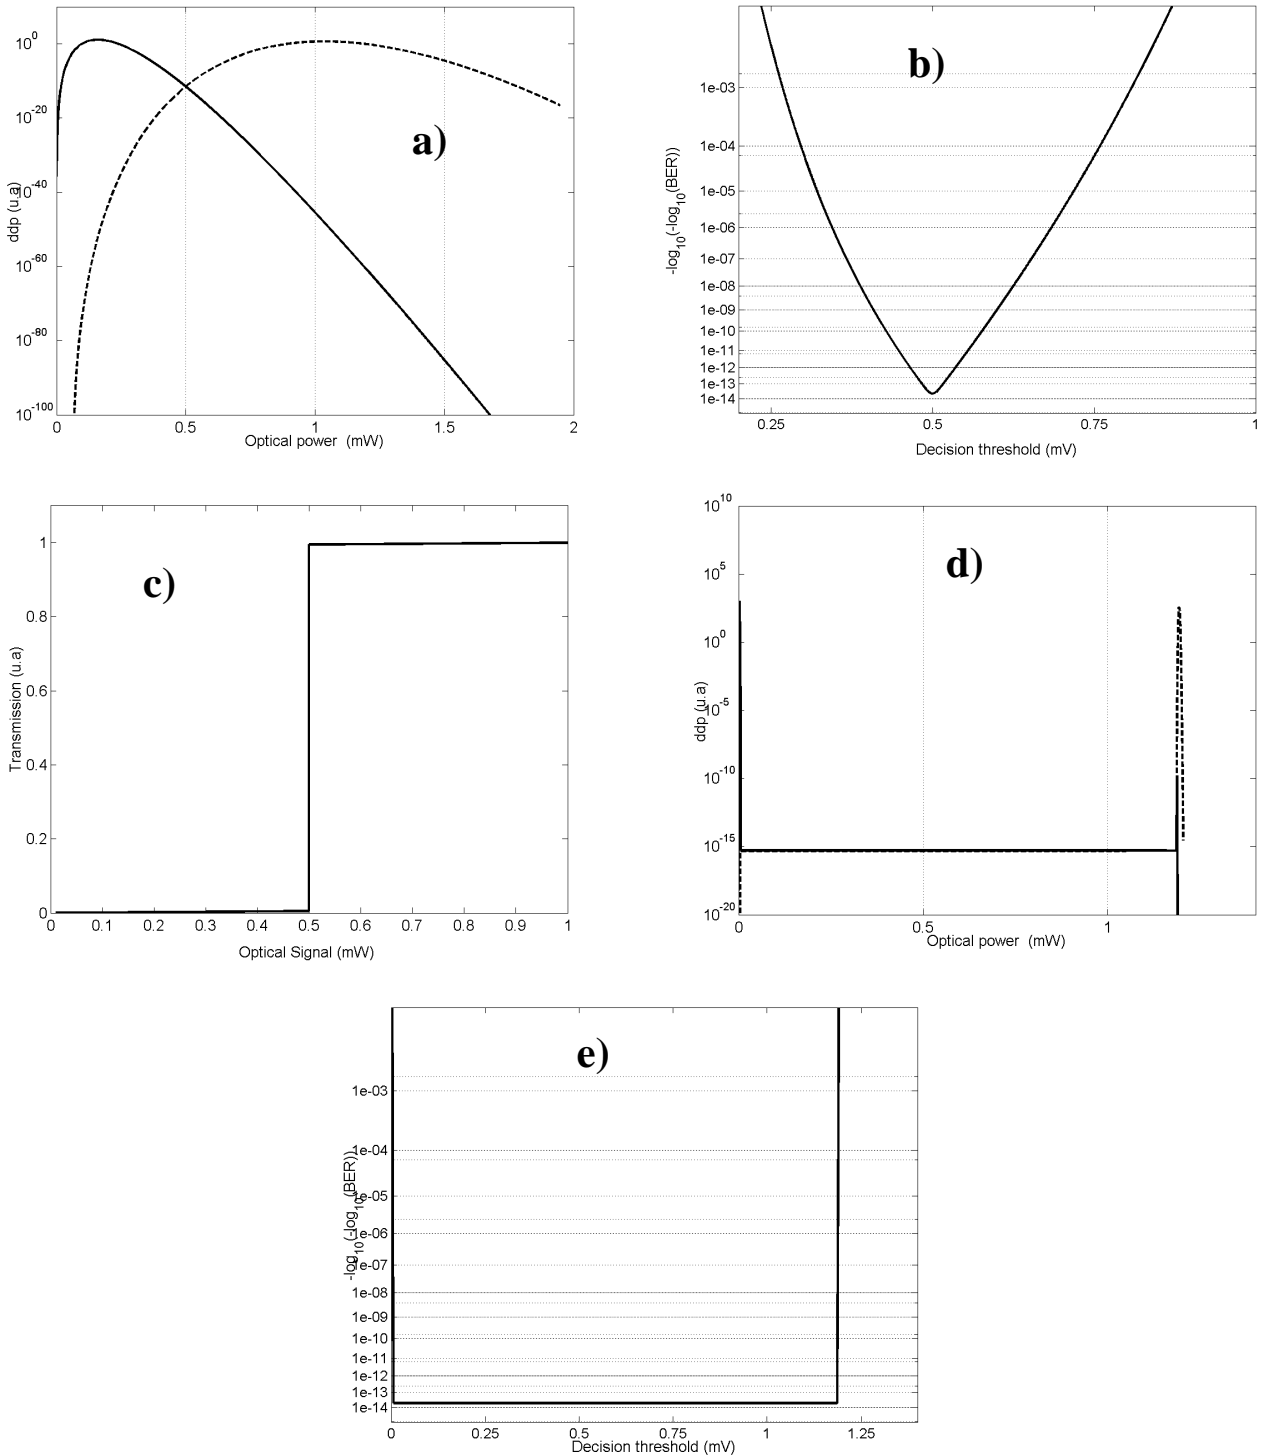 a)
10^0
10^-20
10^-40
10^-60
10^-80
10^-100
ddp (u.a)
0 0.5 1 1.5 2
Optical power (mW)
b)
1e-03
1e-04
1e-05
1e-06
1e-07
1e-08
1e-09
1e-10
1e-11
1e-12
1e-13
1e-14
-log10(-log10(BER))
0.25 0.5 0.75 1
Decision threshold (mV)
c)
1
0.8
0.6
0.4
0.2
0
Transmission (u.a)
0 0.1 0.2 0.3 0.4 0.5 0.6 0.7 0.8 0.9 1
Optical Signal (mW)
d)
10^10
10^5
10^0
10^-5
10^-10
10^-15
10^-20
ddp (u.a)
0 0.5 1
Optical power (mW)
e)
1e-03
1e-04
1e-05
1e-06
1e-07
1e-08
1e-09
1e-10
1e-11
1e-12
1e-13
1e-14
-log10(-log10(BER))
0 0.25 0.5 0.75 1 1.25
Decision threshold (mV)